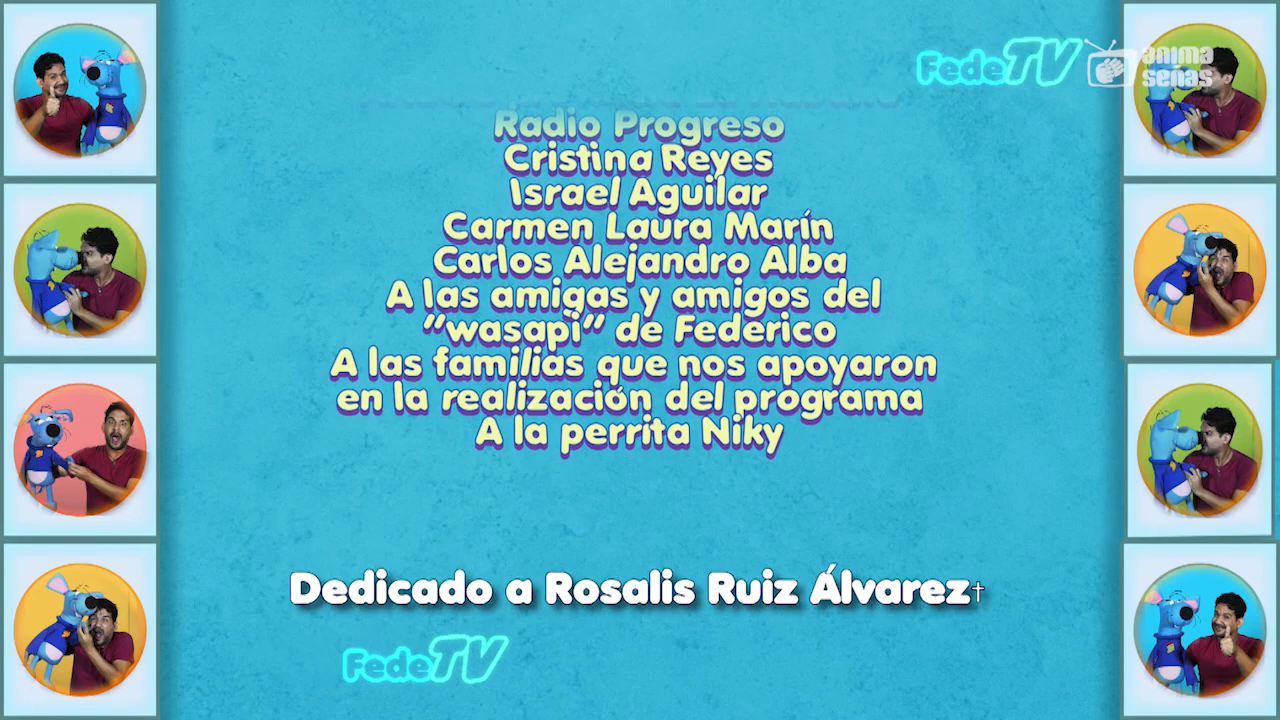 FedeTV
anima
señas
Radio Progreso
Cristina Reyes
Israel Aguilar
Carmen Laura Marín
Carlos Alejandro Alba
A las amigas y amigos del
"wasapi" de Federico
A las familias que nos apoyaron
en la realización del programa
A la perrita Niky
Dedicado a Rosalis Ruiz Álvarez†
FedeTV